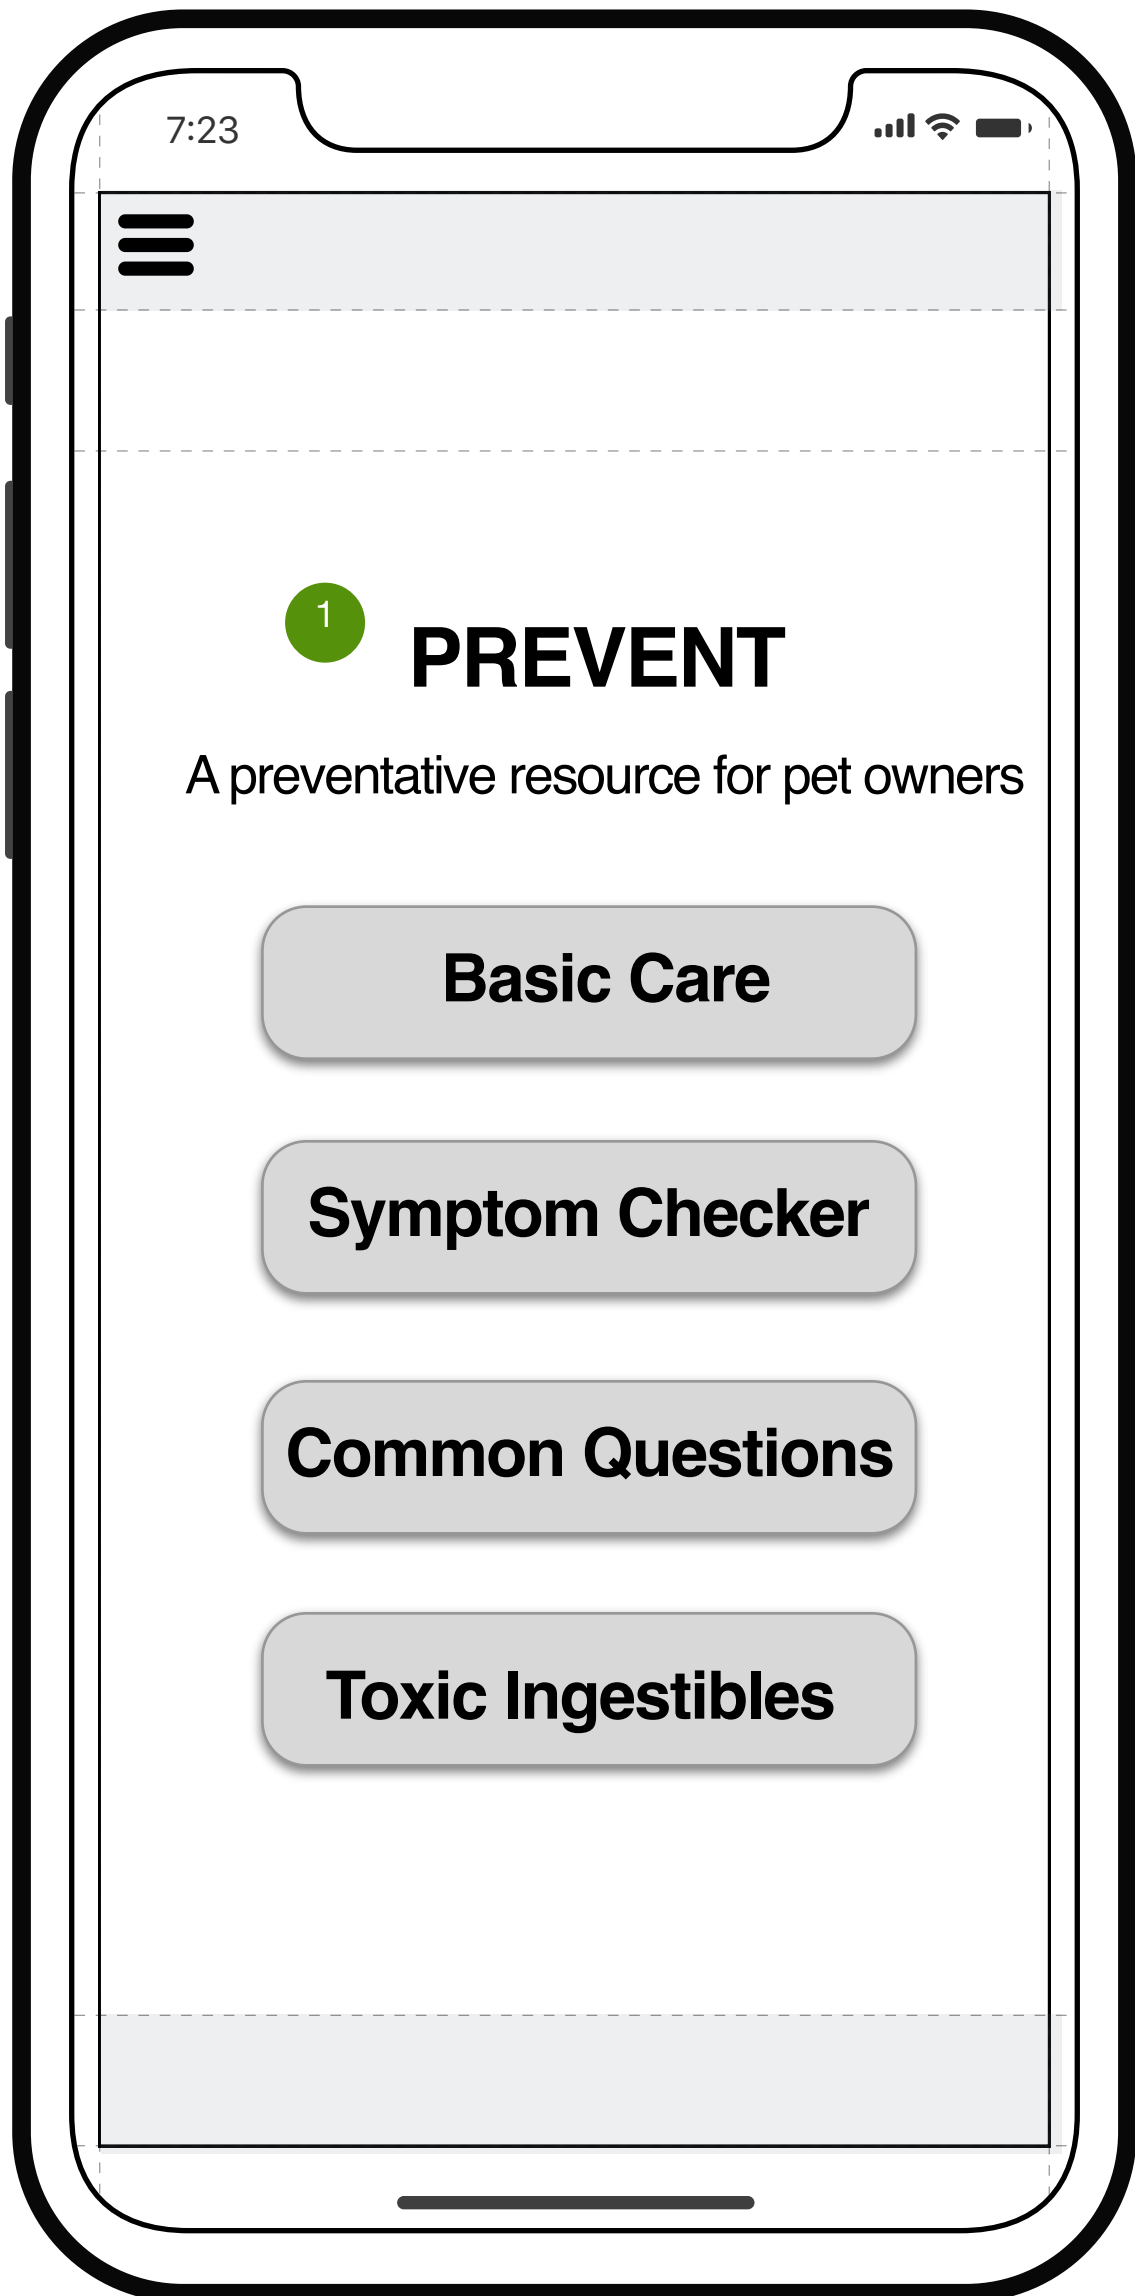 7:23
1
PREVENT
A preventative resource for pet owners
Basic Care
Symptom Checker
Common Questions
Toxic Ingestibles